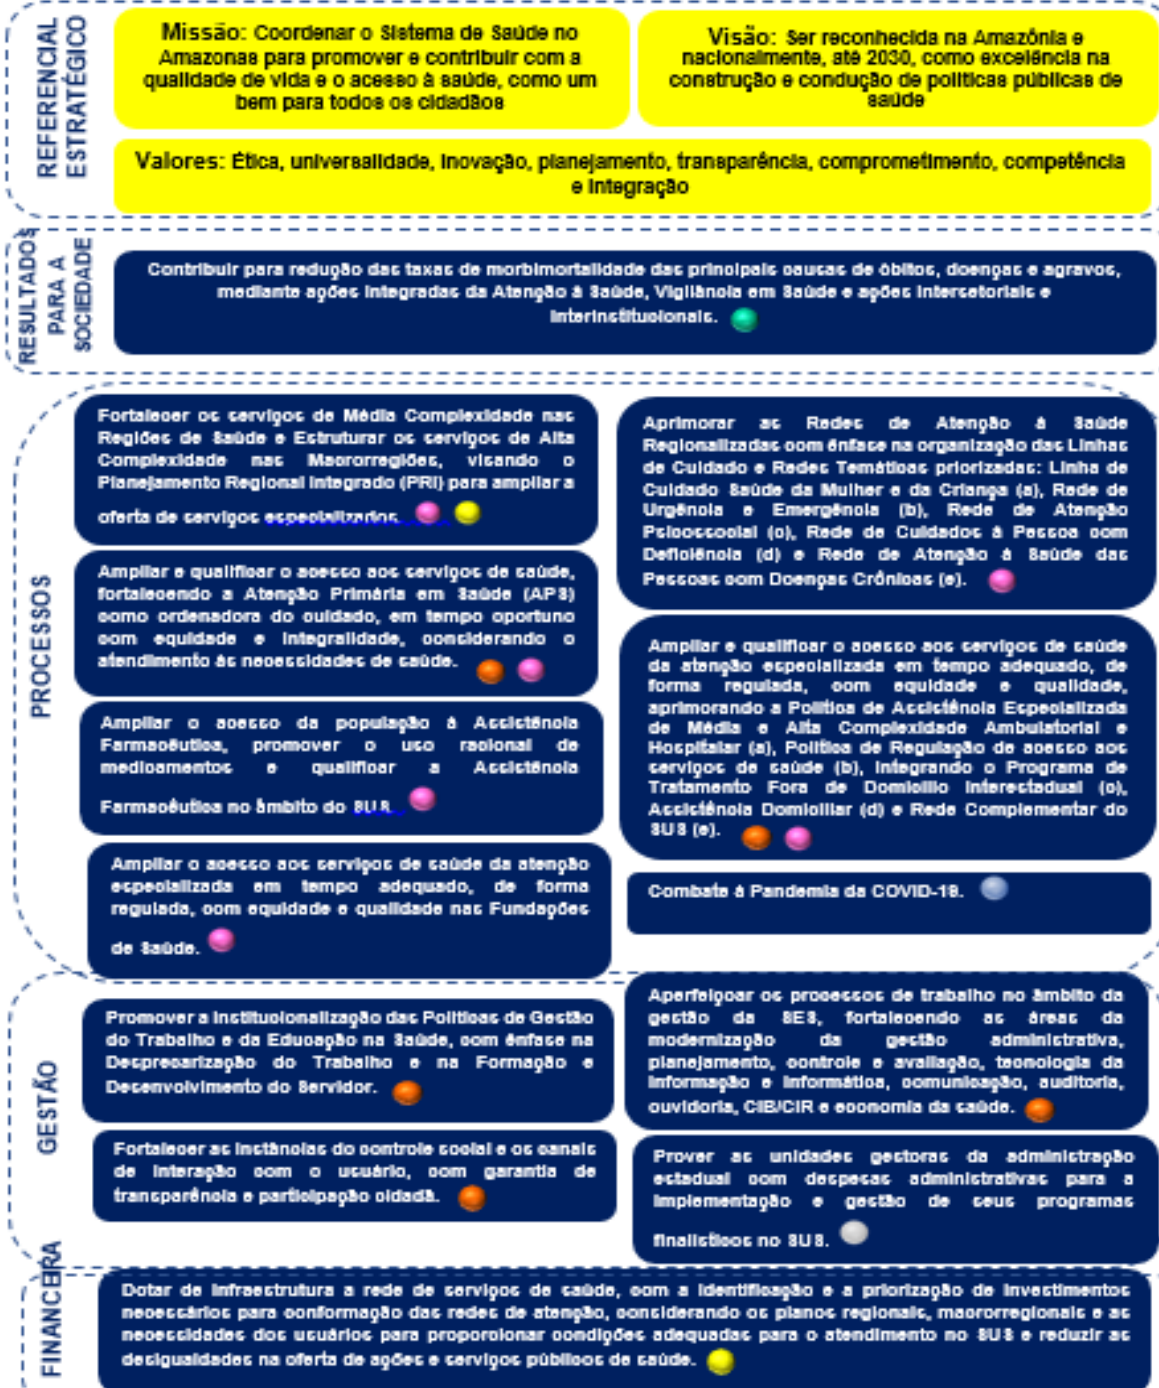 REFERENCIAL
ESTRATÉGICO
Missão: Coordenar o Sistema de Saúde no
Amazonas para promover e contribuir com a
qualidade de vida e o acesso à saúde, como um
bem para todos os cidadãos
Visão: Ser reconhecida na Amazônia e
nacionalmente, até 2030, como excelência na
construção e condução de políticas públicas de
saúde
Valores: Ética, universalidade, inovação, planejamento, transparência, comprometimento, competência
e integração
RESULTADOS
PARA A
SOCIEDADE
Contribuir para redução das taxas de morbimortalidade das principais causas de óbitos, doenças e agravos,
mediante ações integradas da Atenção à Saúde, Vigilância em Saúde e ações intersetoriais e
interinstitucionais.
PROCESSOS
Fortalecer os serviços de Média Complexidade nas
Regiões de Saúde e Estruturar os serviços de Alta
Complexidade nas Macrorregiões, visando o
Planejamento Regional Integrado (PRI) para ampliar a
oferta de serviços especializados.
Ampliar e qualificar o acesso aos serviços de saúde,
fortalecendo a Atenção Primária em Saúde (APS)
como ordenadora do cuidado, em tempo oportuno
com equidade e integralidade, considerando o
atendimento às necessidades de saúde.
Ampliar o acesso da população à Assistência
Farmacêutica, promover o uso racional de
medicamentos e qualificar a Assistência
Farmacêutica no âmbito do SUS.
Ampliar o acesso aos serviços de saúde da atenção
especializada em tempo adequado, de forma
regulada, com equidade e qualidade nas Fundações
de Saúde.
Aprimorar as Redes de Atenção à Saúde
Regionalizadas com ênfase na organização das Linhas
de Cuidado e Redes Temáticas priorizadas: Linha de
Cuidado Saúde da Mulher e da Criança (a), Rede de
Urgência e Emergência (b), Rede de Atenção
Psicossocial (c), Rede de Cuidados à Pessoa com
Deficiência (d) e Rede de Atenção à Saúde das
Pessoas com Doenças Crônicas (e).
Ampliar e qualificar o acesso aos serviços de saúde
da atenção especializada em tempo adequado, de
forma regulada, com equidade e qualidade,
aprimorando a Política de Assistência Especializada
de Média e Alta Complexidade Ambulatorial e
Hospitalar (a), Política de Regulação de acesso aos
serviços de saúde (b), integrando o Programa de
Tratamento Fora de Domicílio Interestadual (c),
Assistência Domiciliar (d) e Rede Complementar do
SUS (e).
Combate à Pandemia da COVID-19.
GESTÃO
Promover a Institucionalização das Políticas de Gestão
do Trabalho e da Educação na Saúde, com ênfase na
Desprecarização do Trabalho e na Formação e
Desenvolvimento do Servidor.
Fortalecer as instâncias do controle social e os canais
de interação com o usuário, com garantia de
transparência e participação cidadã.
Aperfeiçoar os processos de trabalho no âmbito da
gestão da SES, fortalecendo as áreas da
modernização da gestão administrativa,
planejamento, controle e avaliação, tecnologia da
informação e informática, comunicação, auditoria,
ouvidoria, CIB/CIR e economia da saúde.
Prover as unidades gestoras da administração
estadual com despesas administrativas para a
implementação e gestão de seus programas
finalísticos no SUS.
FINANCEIRA
Dotar de infraestrutura a rede de serviços de saúde, com a identificação e a priorização de investimentos
necessários para conformação das redes de atenção, considerando os planos regionais, macrorregionais e as
necessidades dos usuários para proporcionar condições adequadas para o atendimento no SUS e reduzir as
desigualdades na oferta de ações e serviços públicos de saúde.